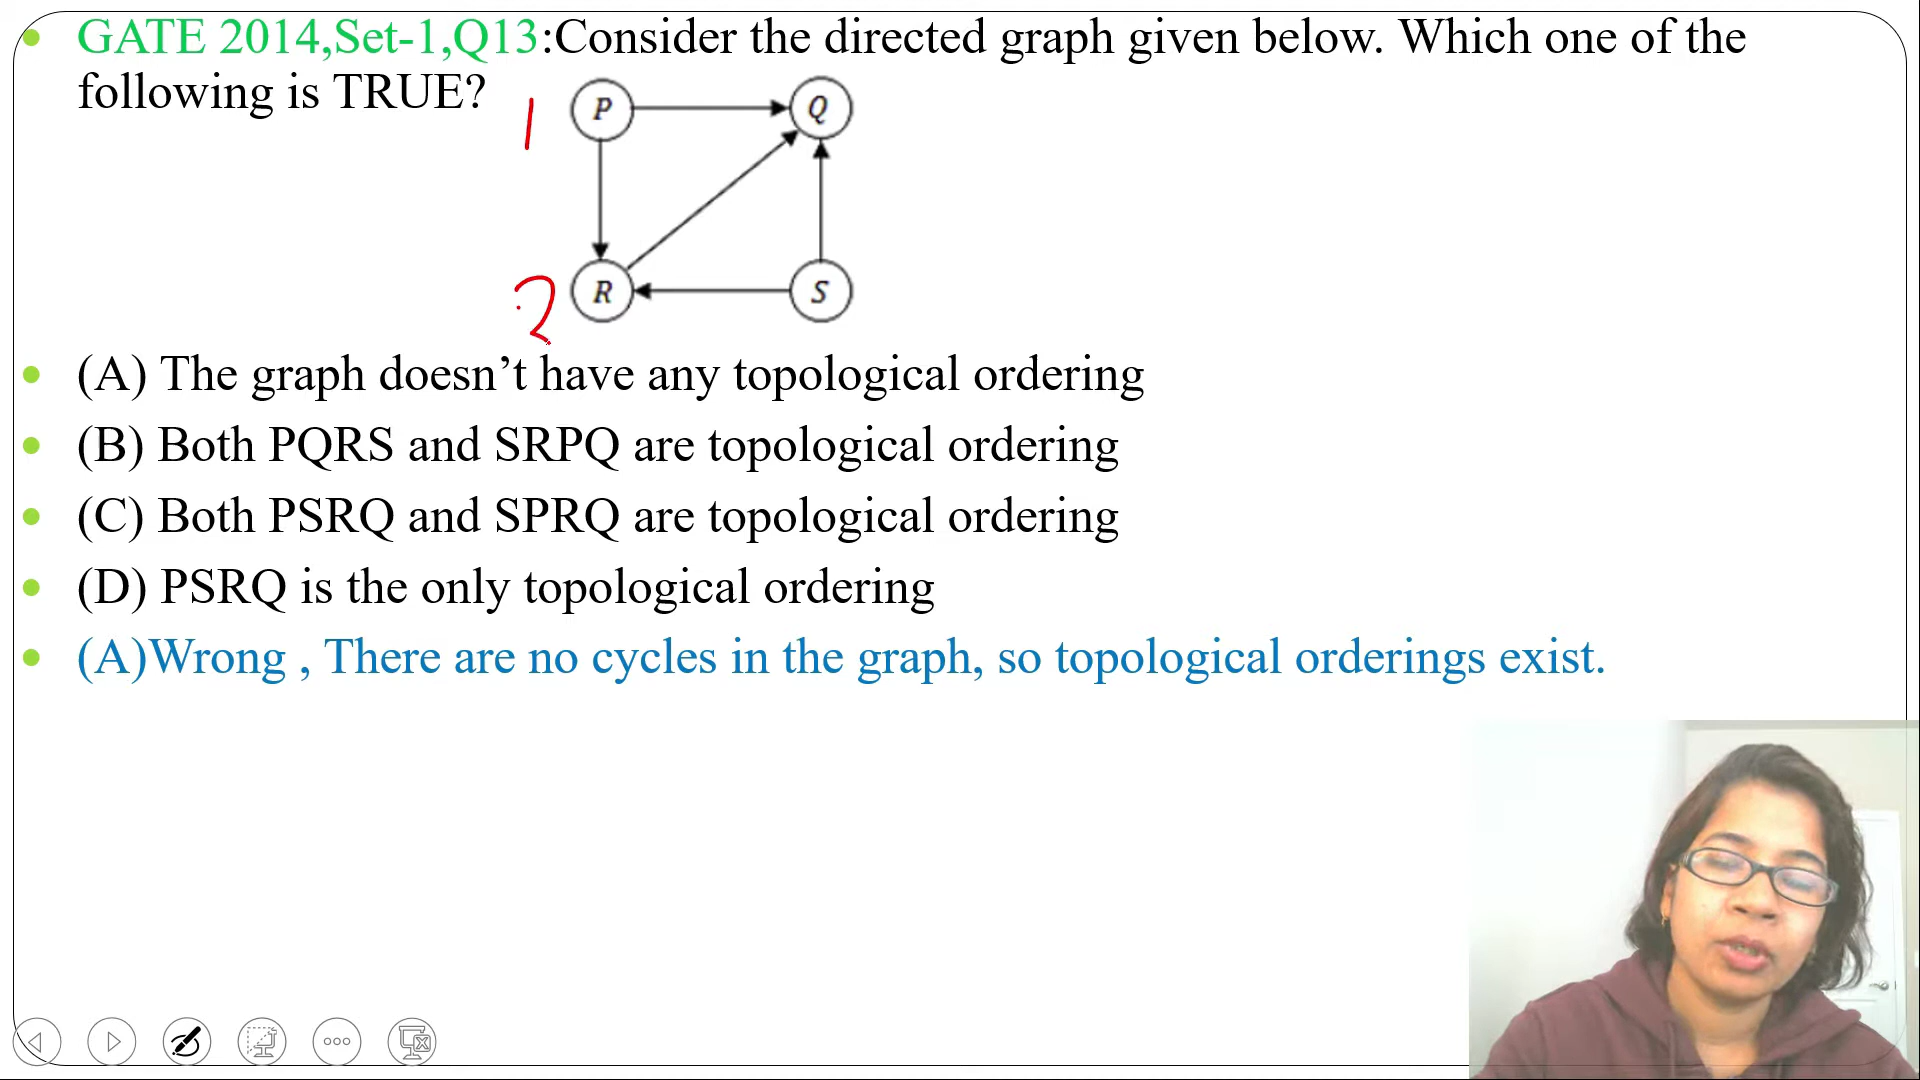 GATE 2014,Set-1,Q13:Consider the directed graph given below. Which one of the
following is TRUE?
1
P
Q
2
R
S
(A) The graph doesn’t have any topological ordering
(B) Both PQRS and SRPQ are topological ordering
(C) Both PSRQ and SPRQ are topological ordering
(D) PSRQ is the only topological ordering
(A)Wrong , There are no cycles in the graph, so topological orderings exist.